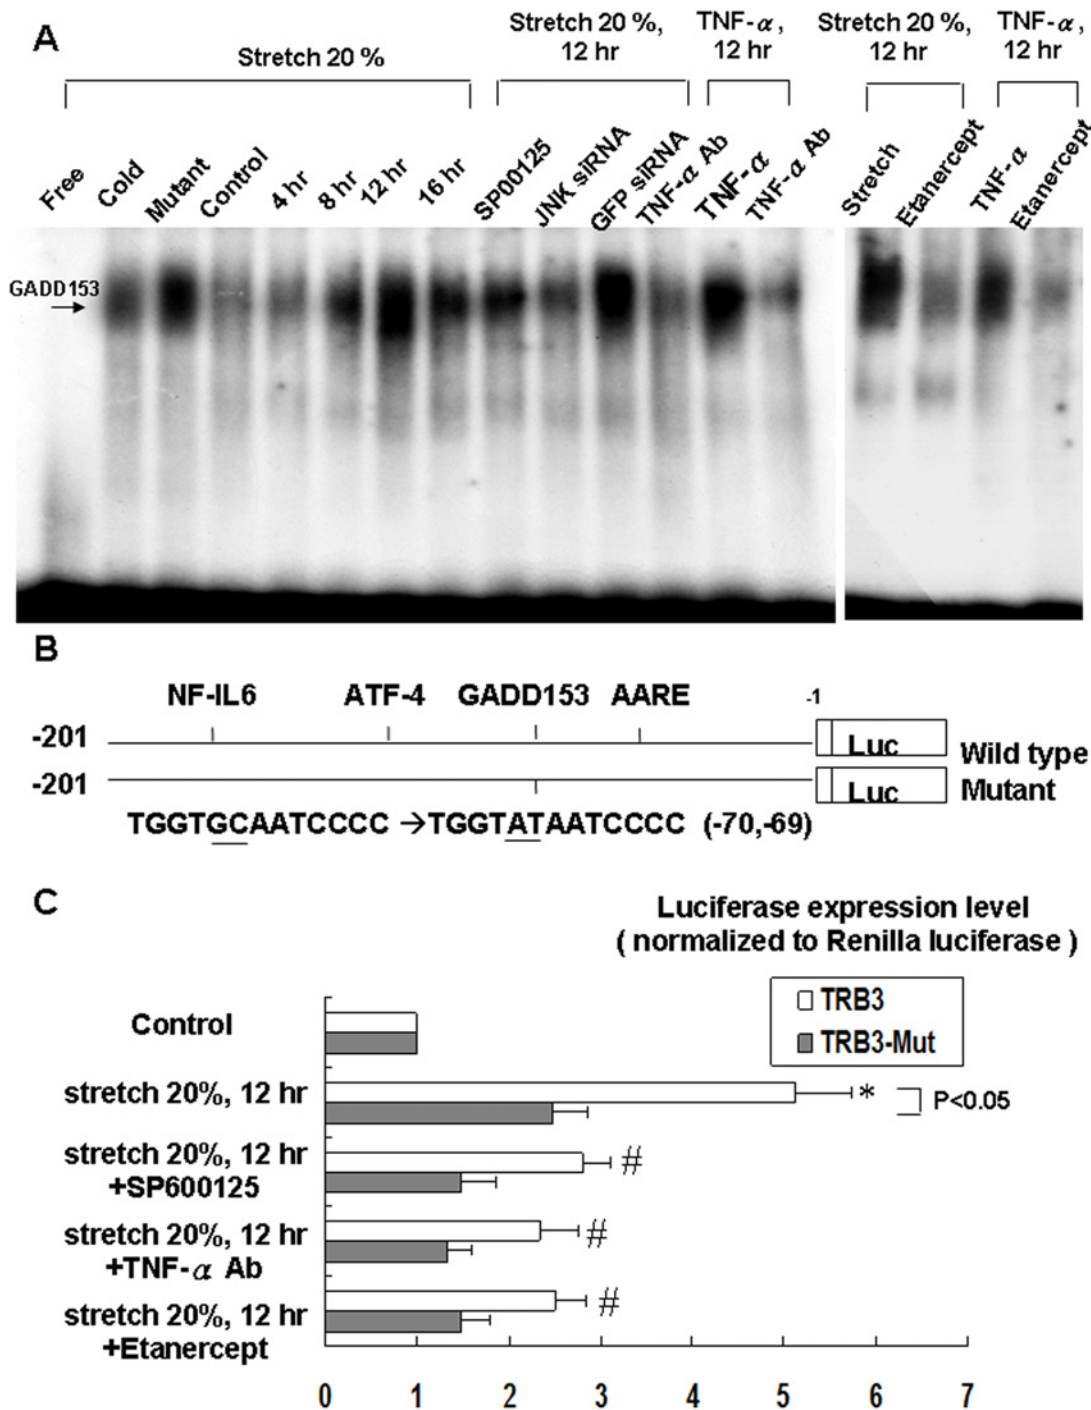 A
Stretch 20 %
Stretch 20 %,
12 hr
TNF-α,
12 hr
Stretch 20 %,
12 hr
TNF-α,
12 hr
Free
Cold
Mutant
Control
4 hr
8 hr
12 hr
16 hr
SP00125
JNK siRNA
GFP siRNA
TNF-α Ab
TNF-α
TNF-α Ab
Stretch
Etanercept
TNF-α
Etanercept
GADD153
B
NF-IL6 ATF-4 GADD153 AARE -1
-201 Luc Wild type
-201 Luc Mutant
TGGTGCAATCCCC →TGGTATAATCCCC (-70,-69)
C
Luciferase expression level
( normalized to Renilla luciferase )
TRB3
TRB3-Mut
Control
stretch 20%, 12 hr * P<0.05
stretch 20%, 12 hr #
+SP600125
stretch 20%, 12 hr #
+TNF-α Ab
stretch 20%, 12 hr #
+Etanercept
0 1 2 3 4 5 6 7